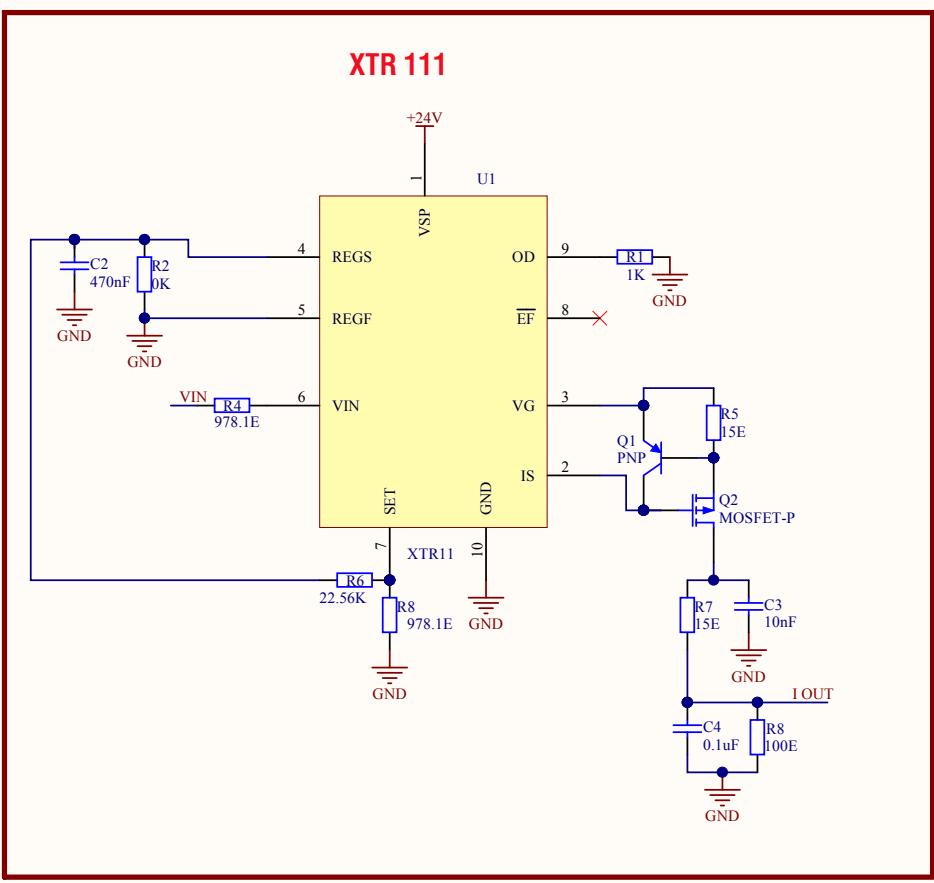 XTR 111
+24V
1
U1
VSP
4
REGS
OD
9
R1
1K
GND
C2
470nF
R2
0K
GND
5
REGF
EF
8
GND
VIN
R4
978.1E
6
VIN
VG
3
R5
15E
Q1
PNP
IS
2
SET
GND
Q2
MOSFET-P
7
XTR11
10
R6
22.56K
R8
978.1E
GND
GND
R7
15E
C3
10nF
GND
I OUT
C4
0.1uF
R8
100E
GND